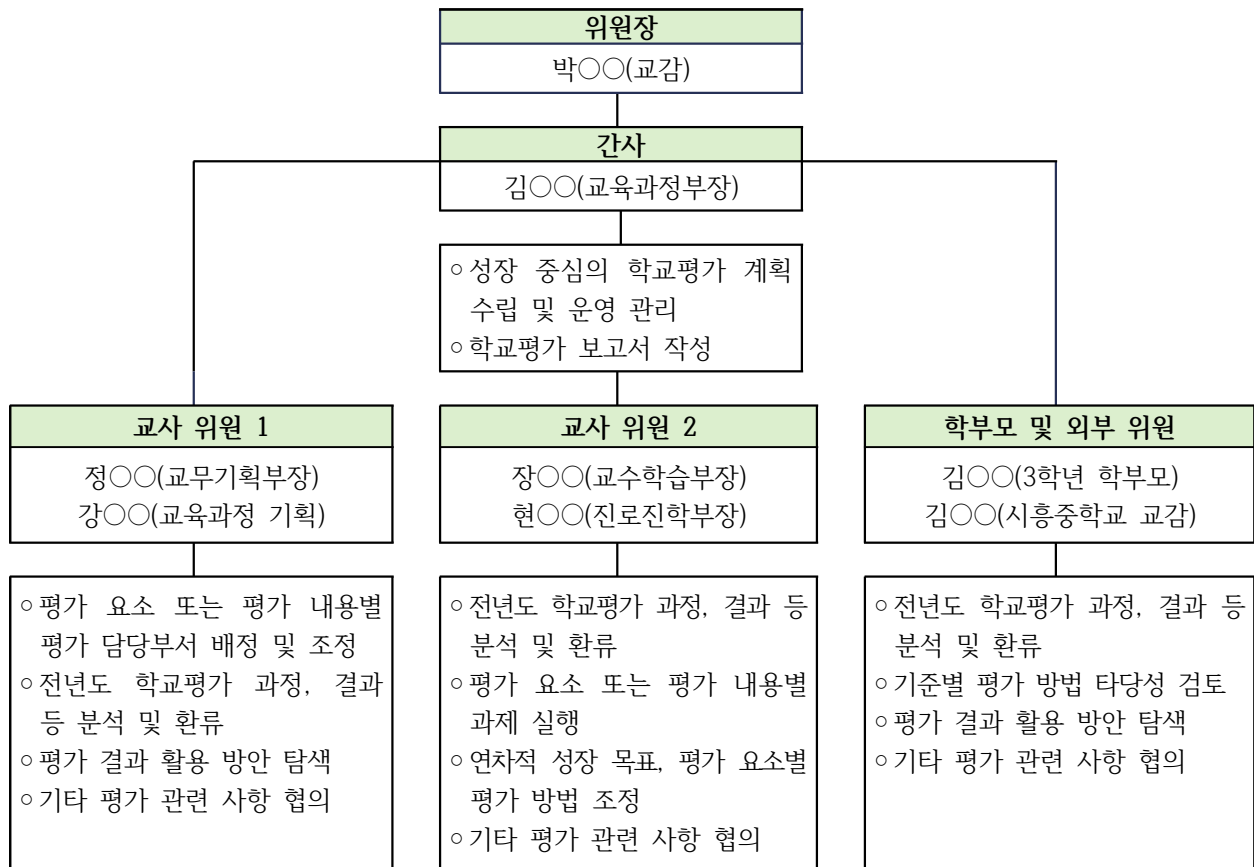 위원장
박○○(교감)
간사
김○○(교육과정부장)
○성장 중심의 학교평가 계획
수립 및 운영 관리
○학교평가 보고서 작성
교사 위원 1
정○○(교무기획부장)
강○○(교육과정 기획)
○평가 요소 또는 평가 내용별
평가 담당부서 배정 및 조정
○전년도 학교평가 과정, 결과
등 분석 및 환류
○평가 결과 활용 방안 탐색
○기타 평가 관련 사항 협의
교사 위원 2
장○○(교수학습부장)
현○○(진로진학부장)
○전년도 학교평가 과정, 결과 등
분석 및 환류
○평가 요소 또는 평가 내용별
과제 실행
○연차적 성장 목표, 평가 요소별
평가 방법 조정
○기타 평가 관련 사항 협의
학부모 및 외부 위원
김○○(3학년 학부모)
김○○(시흥중학교 교감)
○전년도 학교평가 과정, 결과 등
분석 및 환류
○기준별 평가 방법 타당성 검토
○평가 결과 활용 방안 탐색
○기타 평가 관련 사항 협의